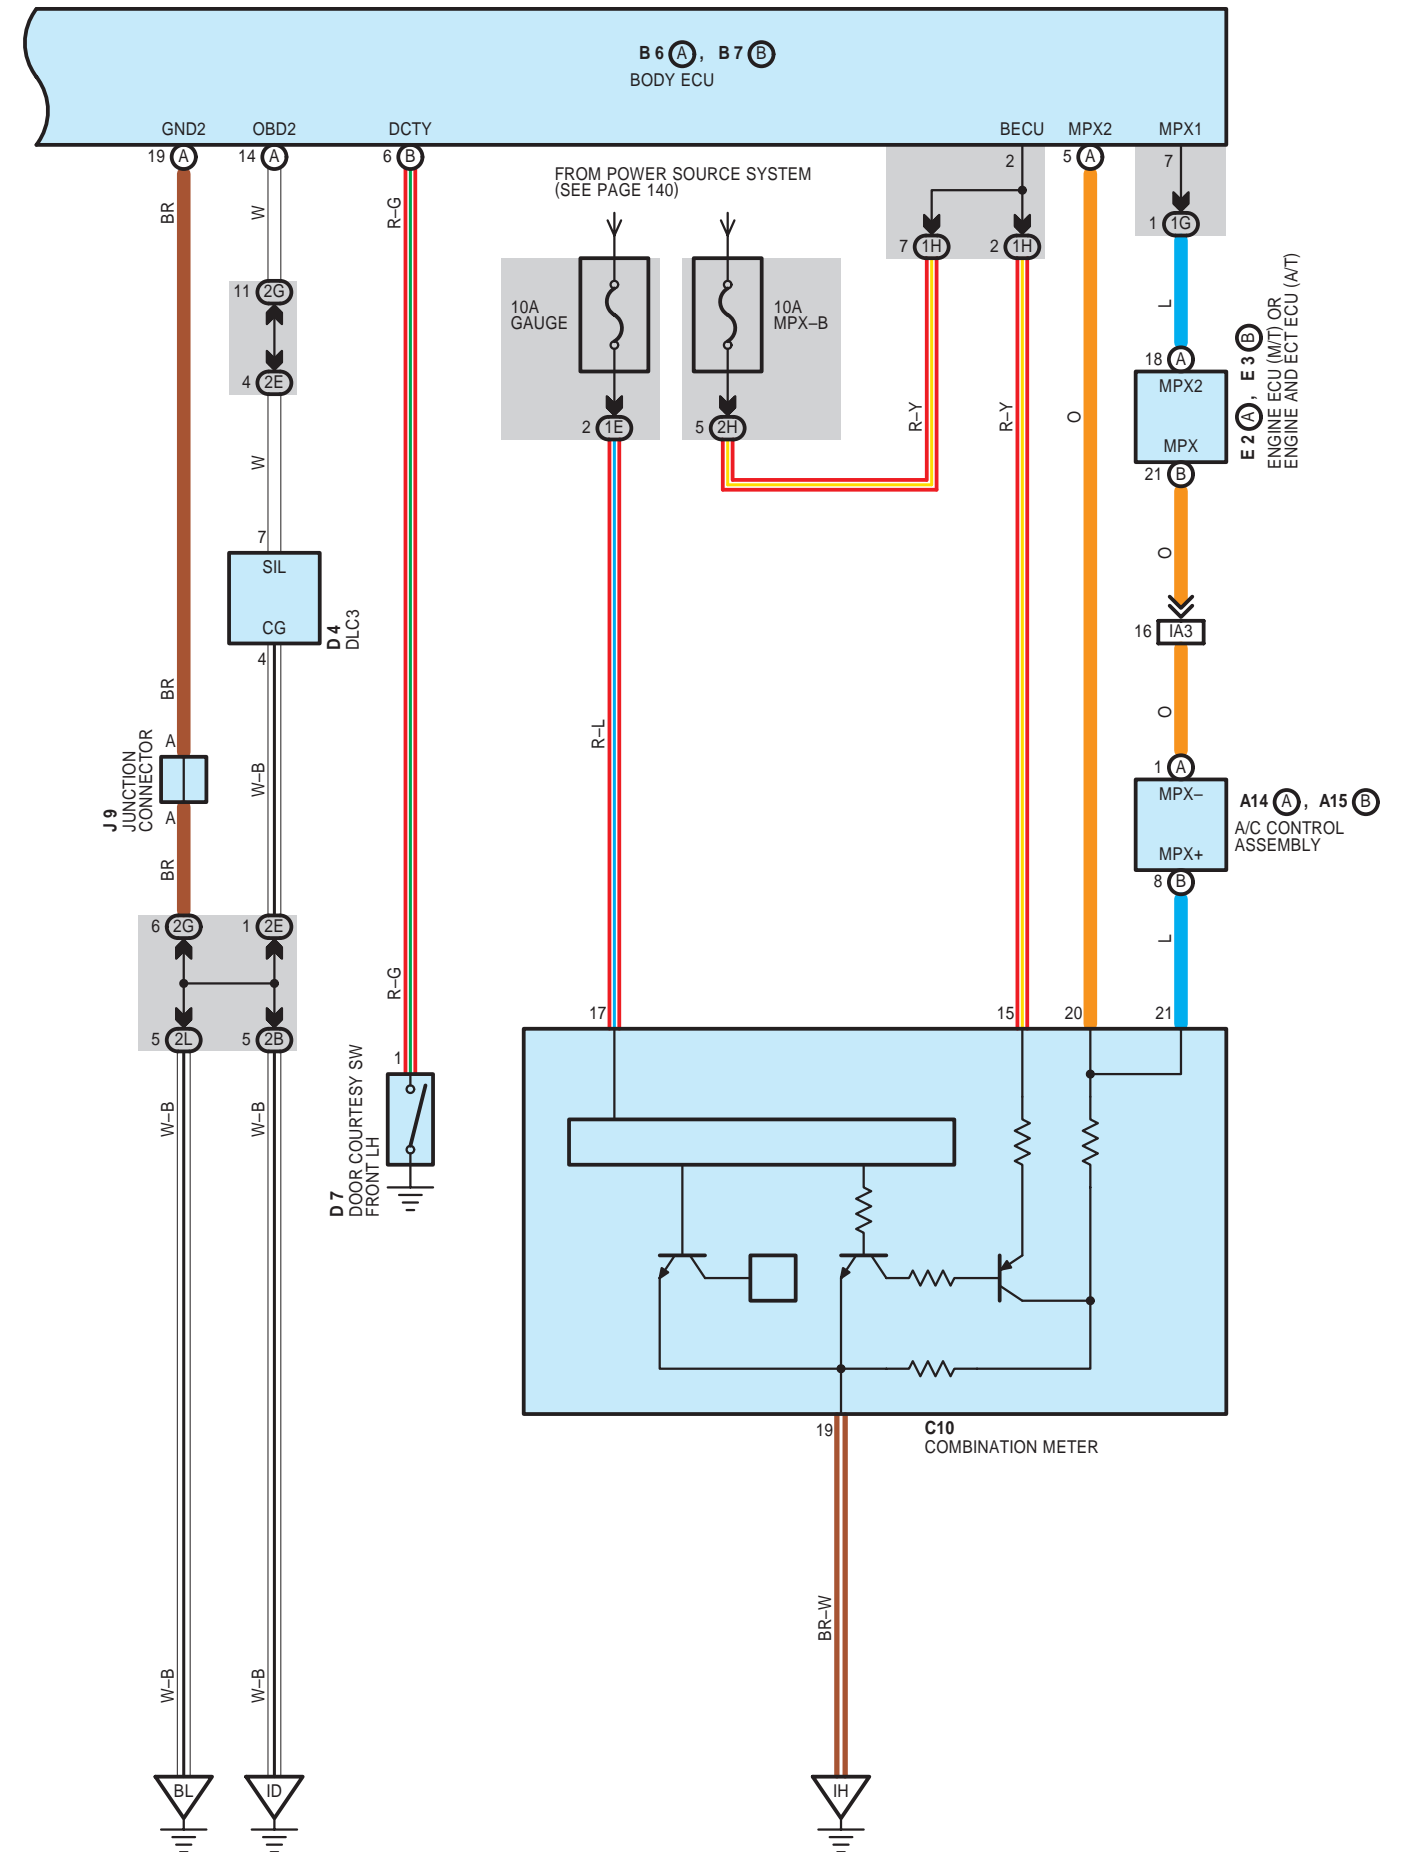 B 6 A , B 7 B
BODY ECU
GND2 OBD2 DCTY BECU MPX2 MPX1
19 A 14 A 6 B 2 5 A 7
FROM POWER SOURCE SYSTEM
(SEE PAGE 140)
BR W R–G
7 1H 2 1H 1 1G
11 2G
4 2E
10A
GAUGE
10A
MPX–B
2 1E 5 2H
L
18 A
MPX2
MPX
21 B
E 2 A , E 3 B
ENGINE ECU (M/T) OR
ENGINE AND ECT ECU (A/T)
R–Y R–Y O
W
7
SIL
CG
4
D 4
DLC3
O
16 IA3
O
BR
A
J 9
JUNCTION
CONNECTOR
A
BR
W–B
R–L
1 A
MPX–
MPX+
8 B
A14 A , A15 B
A/C CONTROL
ASSEMBLY
L
6 2G 1 2E
5 2L 5 2B
R–G
17 15 20 21
1
D 7
DOOR COURTESY SW
FRONT LH
W–B W–B
19
C10
COMBINATION METER
BR–W
W–B W–B
BL ID IH